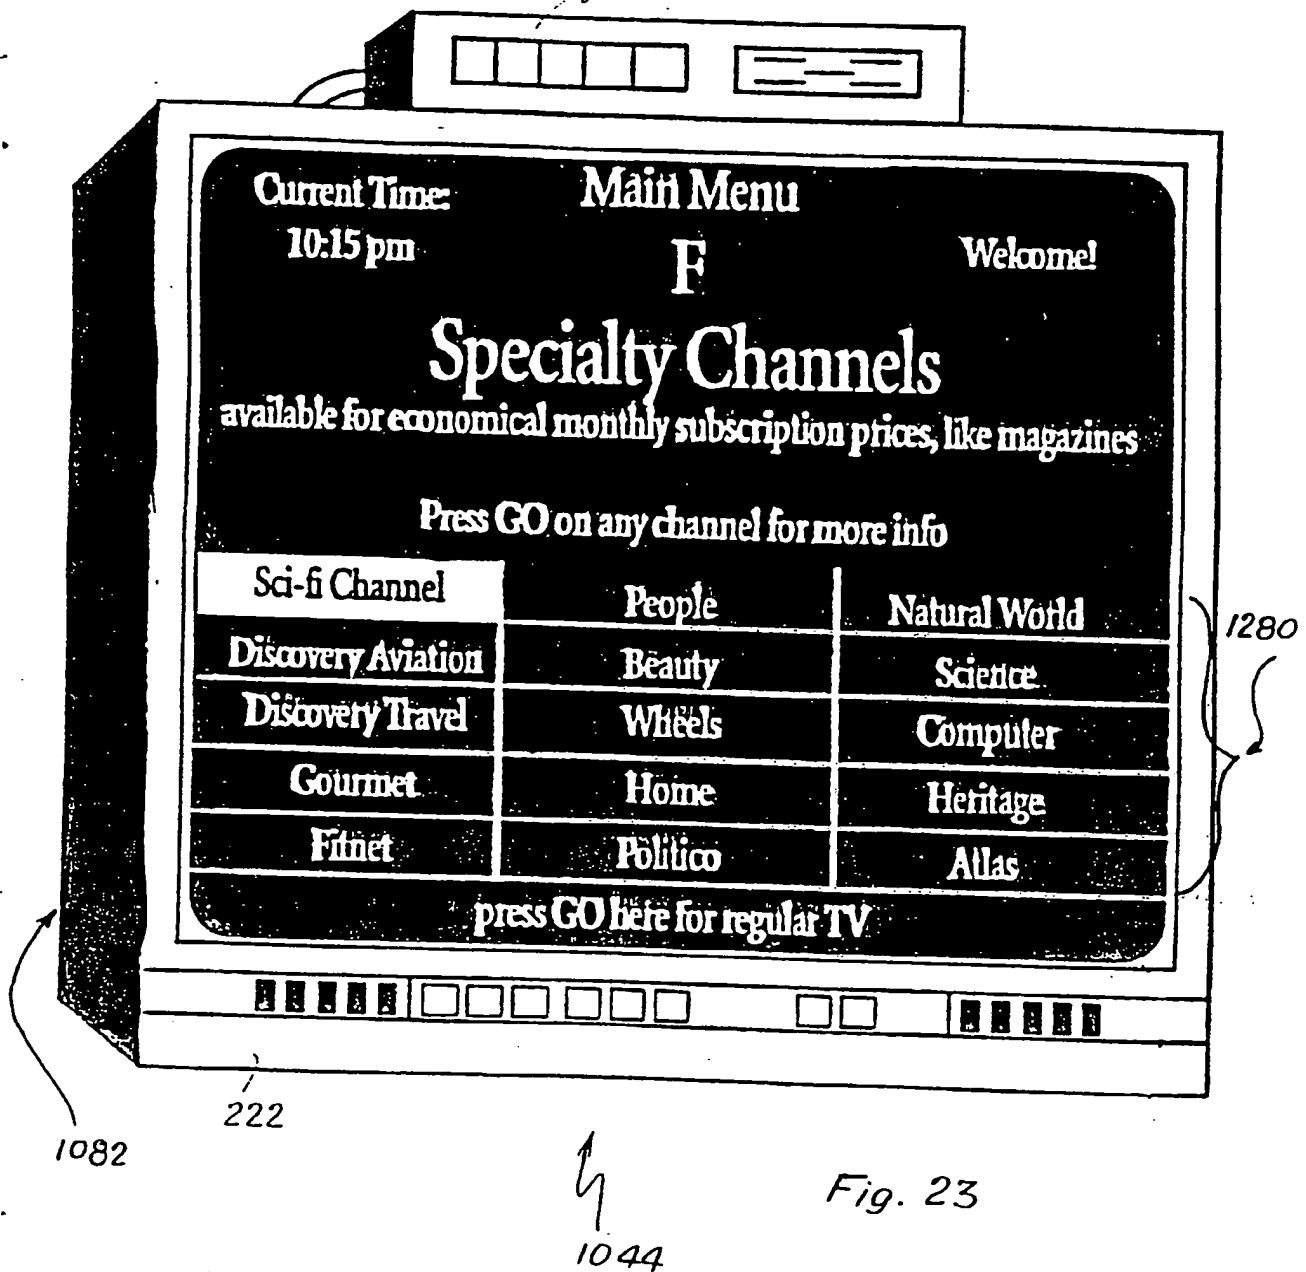 Current Time:
Main Menu
10:15 pm
F
Welcome!
Specialty Channels
available for economical monthly subscription prices, like magazines
Press GO on any channel for more info
Sci-fi Channel
People
Natural World
1280
Discovery Aviation
Beauty
Science
Discovery Travel
Wheels
Computer
Gourmet
Home
Heritage
Fitnet
Politico
Atlas
press GO here for regular TV
222
1082
1044
Fig. 23